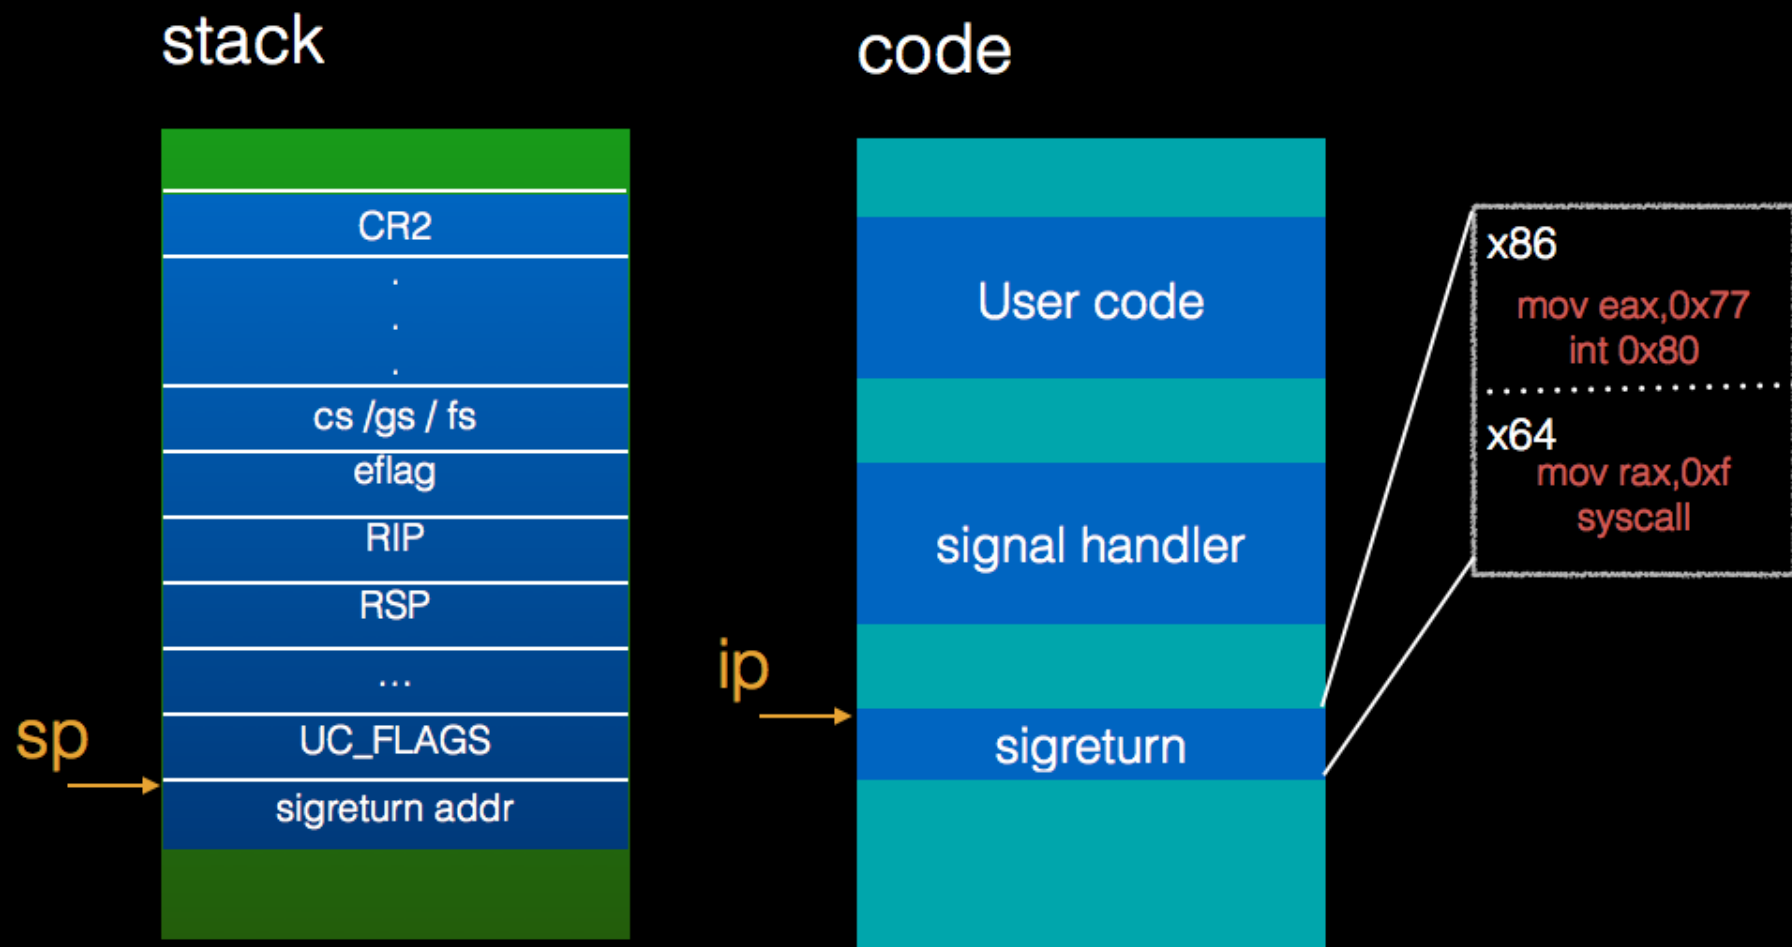 stack
CR2
.
.
.
cs /gs / fs
eflag
RIP
RSP
...
UC_FLAGS
sigreturn addr
sp
code
User code
signal handler
sigreturn
ip
x86
mov eax,0x77
int 0x80
x64
mov rax,0xf
syscall